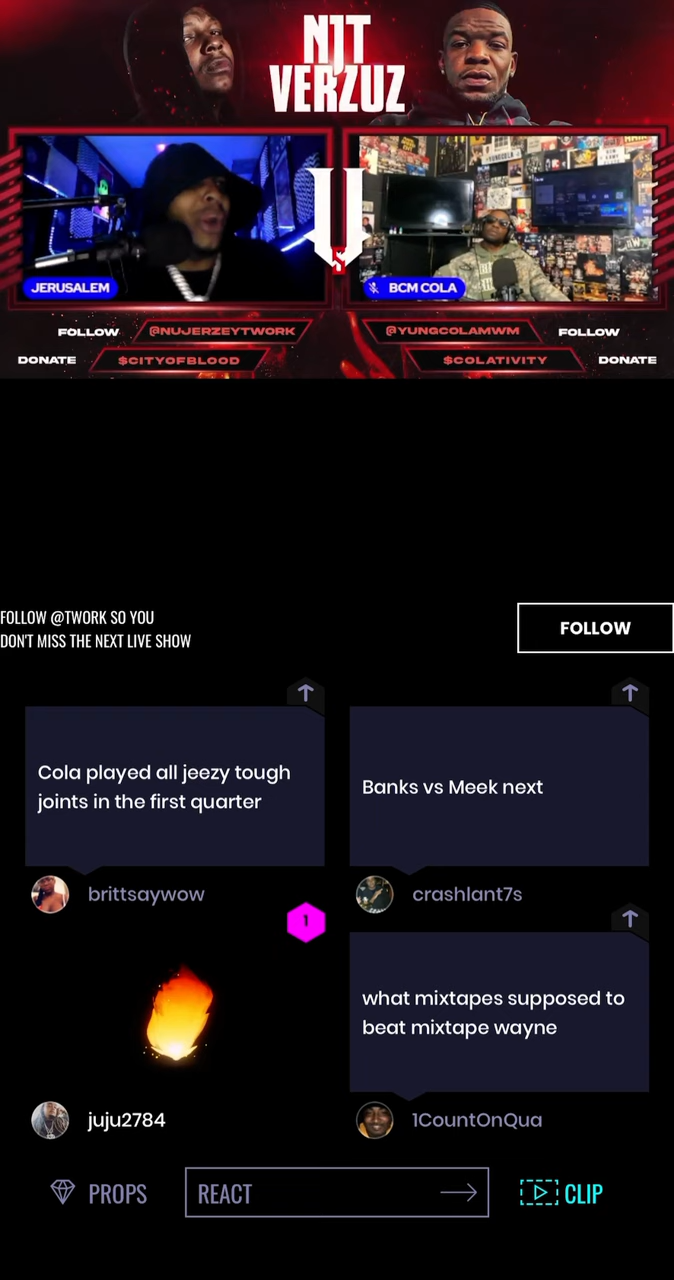 NJT
VERZUZ
V
S
JERUSALEM
BCM COLA
FOLLOW
@NUJERZEYTWORK
@YUNGCOLAMWM
FOLLOW
DONATE
$CITYOFBLOOD
$COLATIVITY
DONATE
FOLLOW @TWORK SO YOU
DON'T MISS THE NEXT LIVE SHOW
FOLLOW
Cola played all jeezy tough
joints in the first quarter
brittsaywow
Banks vs Meek next
crashlant7s
1
juju2784
what mixtapes supposed to
beat mixtape wayne
1CountOnQua
PROPS
REACT
CLIP